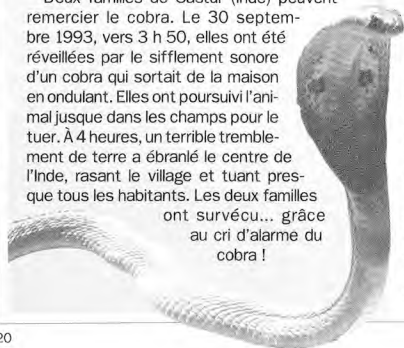 Deux familles de Sastur (Inde) peuvent
remercier le cobra. Le 30 septem-
bre 1993, vers 3 h 50, elles ont été
réveillées par le sifflement sonore
d'un cobra qui sortait de la maison
en ondulant. Elles ont poursuivi l'ani-
mal jusque dans les champs pour le
tuer. À 4 heures, un terrible tremble-
ment de terre a ébranlé le centre de
l'Inde, rasant le village et tuant pres-
que tous les habitants. Les deux familles
ont survécu... grâce
au cri d'alarme du
cobra !
20